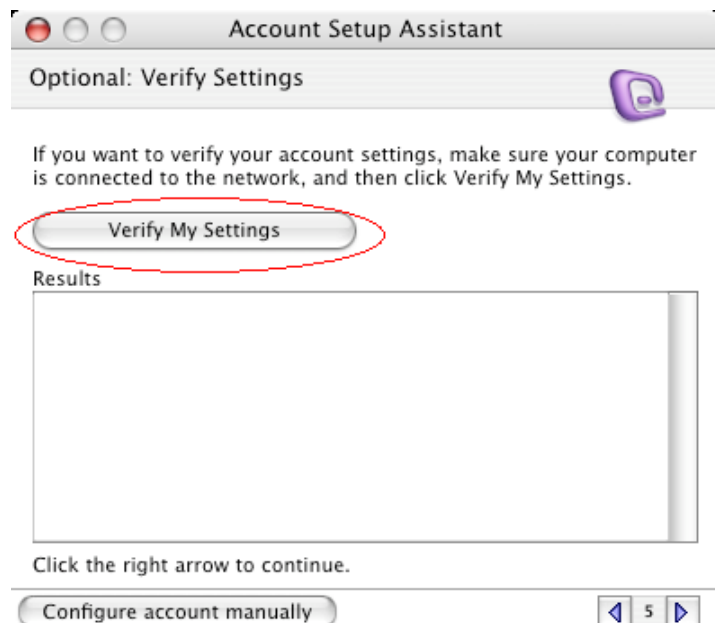 Account Setup Assistant
Optional: Verify Settings
If you want to verify your account settings, make sure your computer
is connected to the network, and then click Verify My Settings.
Verify My Settings
Results
Click the right arrow to continue.
Configure account manually
5